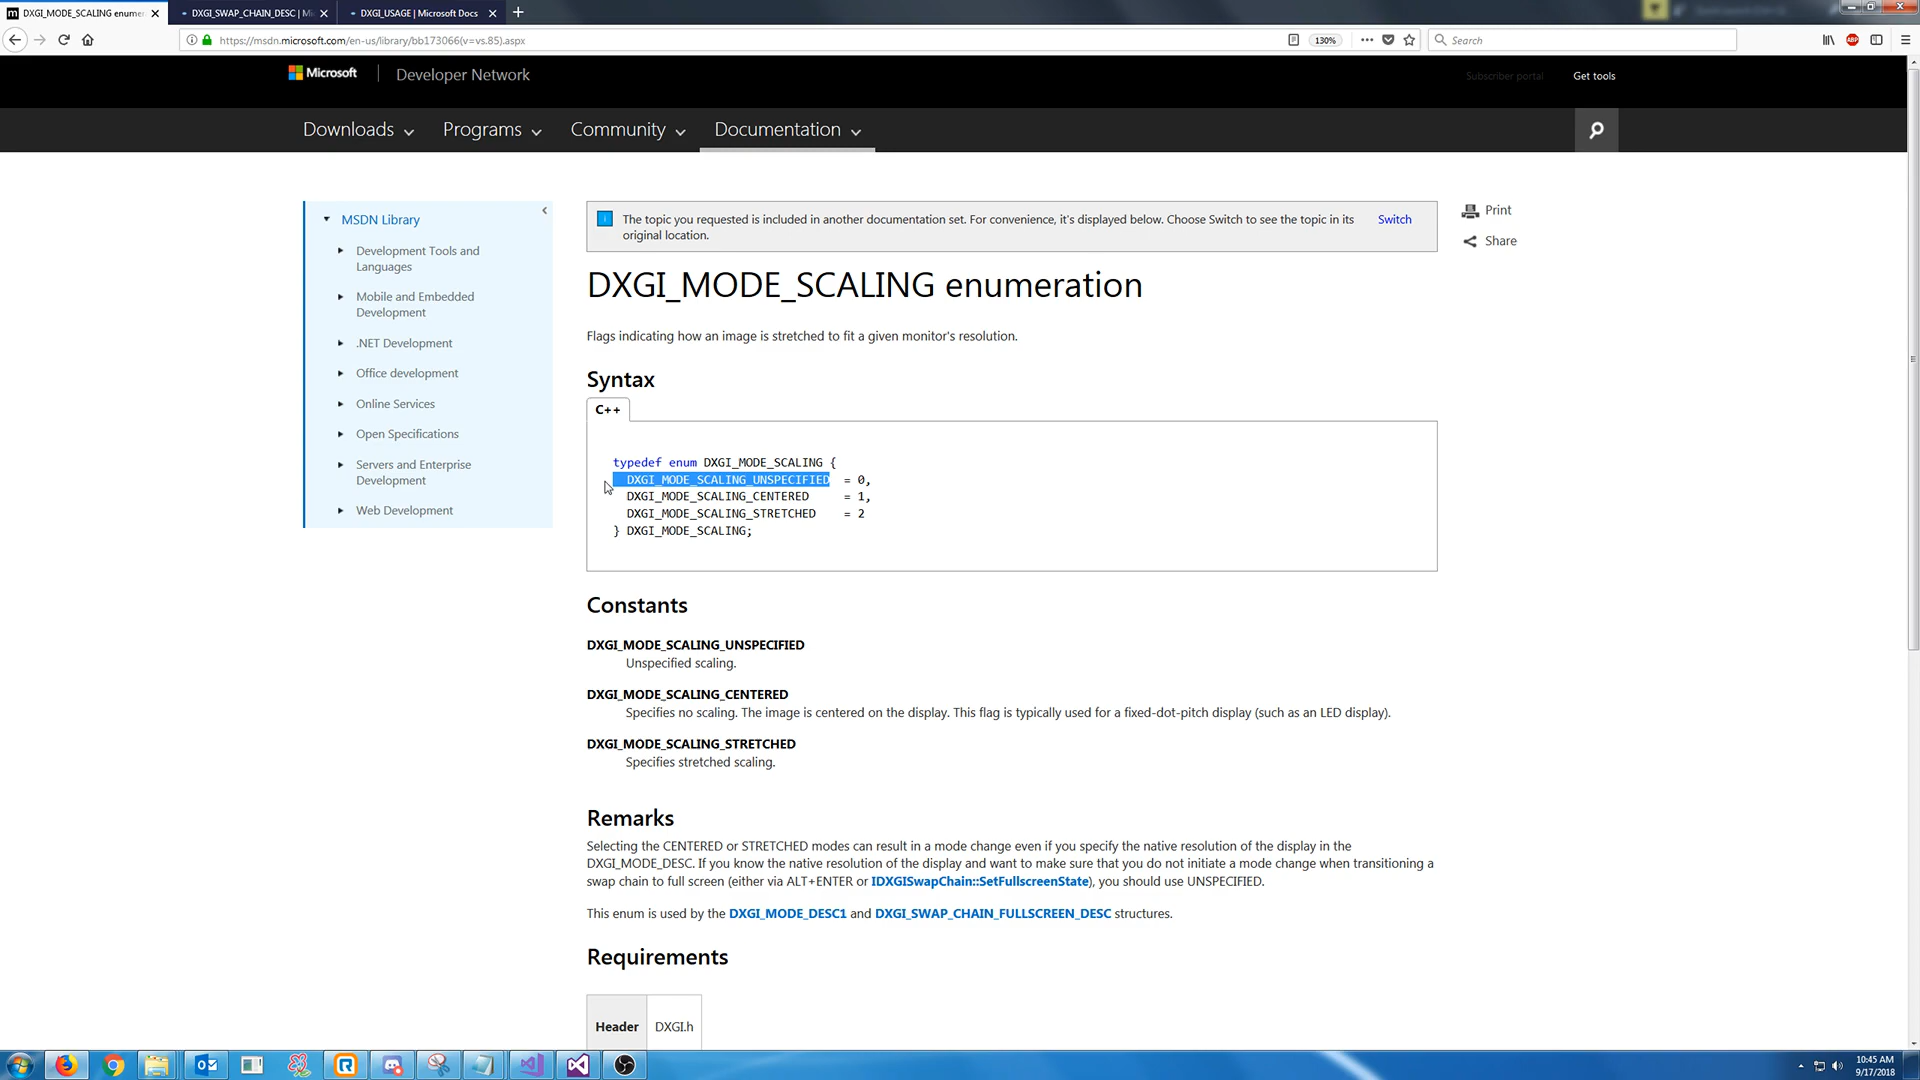 DXGI_MODE_SCALING enume
DXGI_SWAP_CHAIN_DESC | Mi
DXGI_USAGE | Microsoft Docs
https://msdn.microsoft.com/en-us/library/bb173066(v=vs.85).aspx
130%
Search
ABP
Microsoft
Developer Network
Subscriber portal
Get tools
Downloads
Programs
Community
Documentation
MSDN Library
Development Tools and
Languages
Mobile and Embedded
Development
.NET Development
Office development
Online Services
Open Specifications
Servers and Enterprise
Development
Web Development
The topic you requested is included in another documentation set. For convenience, it's displayed below. Choose Switch to see the topic in its
original location.
Switch
Print
Share
DXGI_MODE_SCALING enumeration
Flags indicating how an image is stretched to fit a given monitor's resolution.
Syntax
C++
typedef enum DXGI_MODE_SCALING {
DXGI_MODE_SCALING_UNSPECIFIED = 0,
DXGI_MODE_SCALING_CENTERED = 1,
DXGI_MODE_SCALING_STRETCHED = 2
} DXGI_MODE_SCALING;
Constants
DXGI_MODE_SCALING_UNSPECIFIED
Unspecified scaling.
DXGI_MODE_SCALING_CENTERED
Specifies no scaling. The image is centered on the display. This flag is typically used for a fixed-dot-pitch display (such as an LED display).
DXGI_MODE_SCALING_STRETCHED
Specifies stretched scaling.
Remarks
Selecting the CENTERED or STRETCHED modes can result in a mode change even if you specify the native resolution of the display in the
DXGI_MODE_DESC. If you know the native resolution of the display and want to make sure that you do not initiate a mode change when transitioning a
swap chain to full screen (either via ALT+ENTER or IDXGISwapChain::SetFullscreenState), you should use UNSPECIFIED.
This enum is used by the DXGI_MODE_DESC1 and DXGI_SWAP_CHAIN_FULLSCREEN_DESC structures.
Requirements
Header
DXGI.h
10:45 AM
9/17/2018